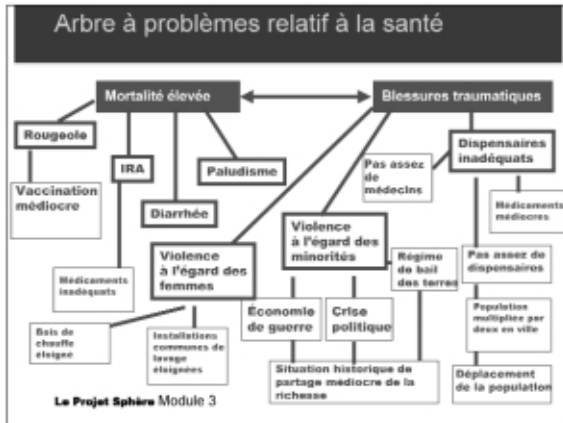 Arbre à problèmes relatif à la santé
Mortalité élevée
Blessures traumatiques
Rougeole
IRA
Paludisme
Diarrhée
Vaccination
médiocre
Médicaments
inadéquats
Violence
à l'égard des
femmes
Bois de
chauffe
éloigné
Installations
communes de
lavage
éloignées
Pas assez
de
médecins
Dispensaires
inadéquats
Médicaments
médiocres
Violence
à l'égard des
minorités
Régime
de bail
des terres
Pas assez de
dispensaires
Économie
de guerre
Crise
politique
Population
multipliée par
deux en ville
Situation historique de
partage médiocre de la
richesse
Déplacement
de la population
Le Projet Sphère Module 3